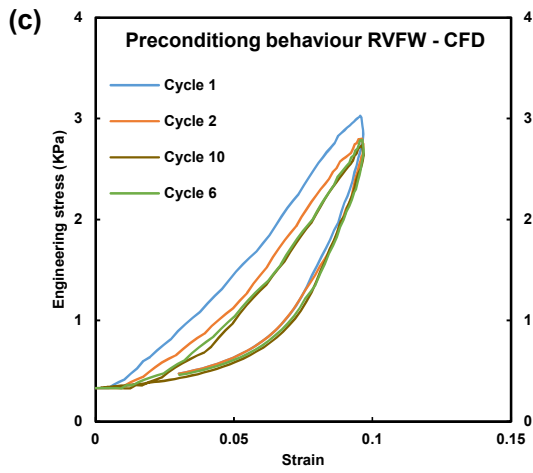 (c)
Preconditiong behaviour RVFW - CFD
Cycle 1
Cycle 2
Cycle 10
Cycle 6
Engineering stress (KPa)
4
3
2
1
0
4
3
2
1
0
0
0.05
0.1
0.15
Strain